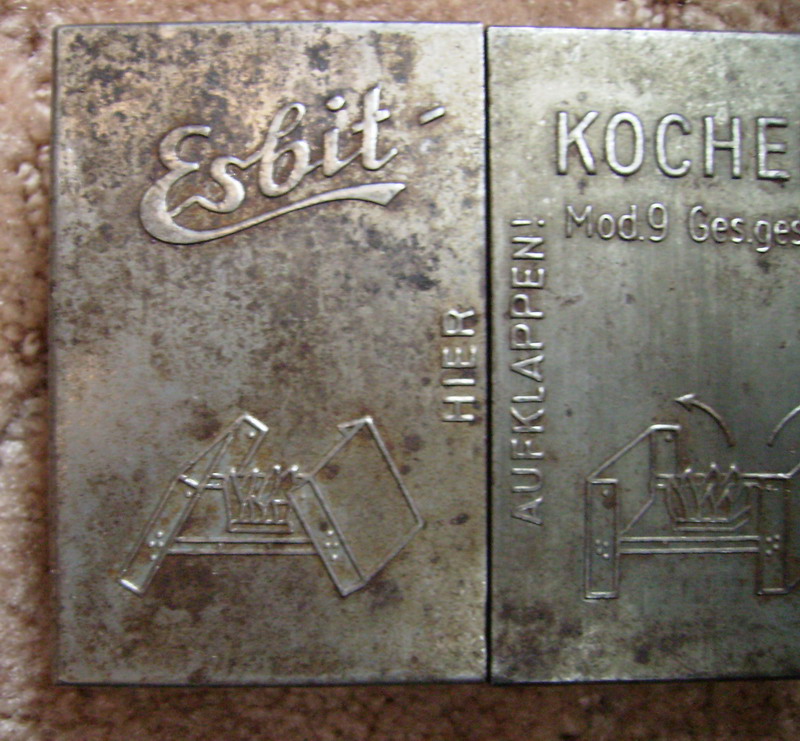 Esbit-
KOCHE
Mod.9 Ges.ges
HIER
AUFKLAPPEN!